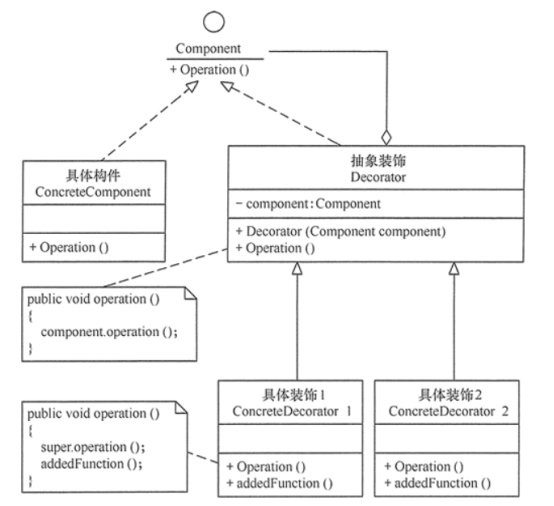 Component
+ Operation ()
具体构件
ConcreteComponent
+ Operation ()
抽象装饰
Decorator
- component:Component
+ Decorator (Component component)
+ Operation ()
public void operation ()
{
component.operation ();
}
具体装饰1
ConcreteDecorator 1
+ Operation ()
+ addedFunction ()
具体装饰2
ConcreteDecorator 2
+ Operation ()
+ addedFunction ()
public void operation ()
{
super.operation ();
addedFunction ();
}